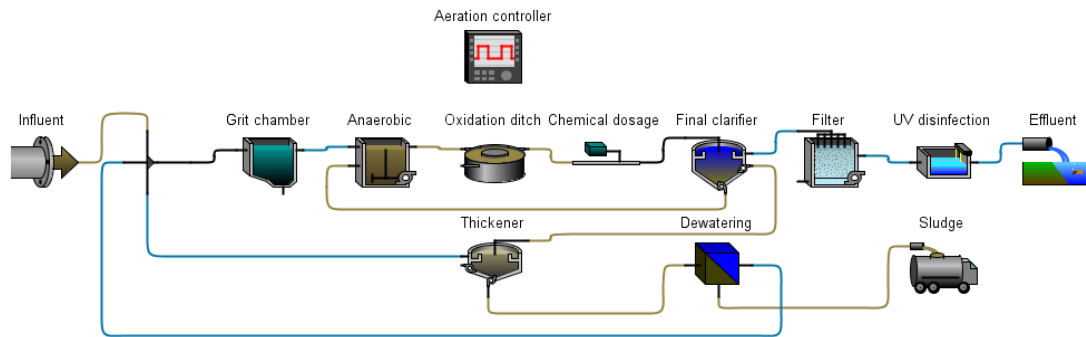 Aeration controller
Influent
Grit chamber
Anaerobic
Oxidation ditch
Chemical dosage
Final clarifier
Filter
UV disinfection
Effluent
Thickener
Dewatering
Sludge